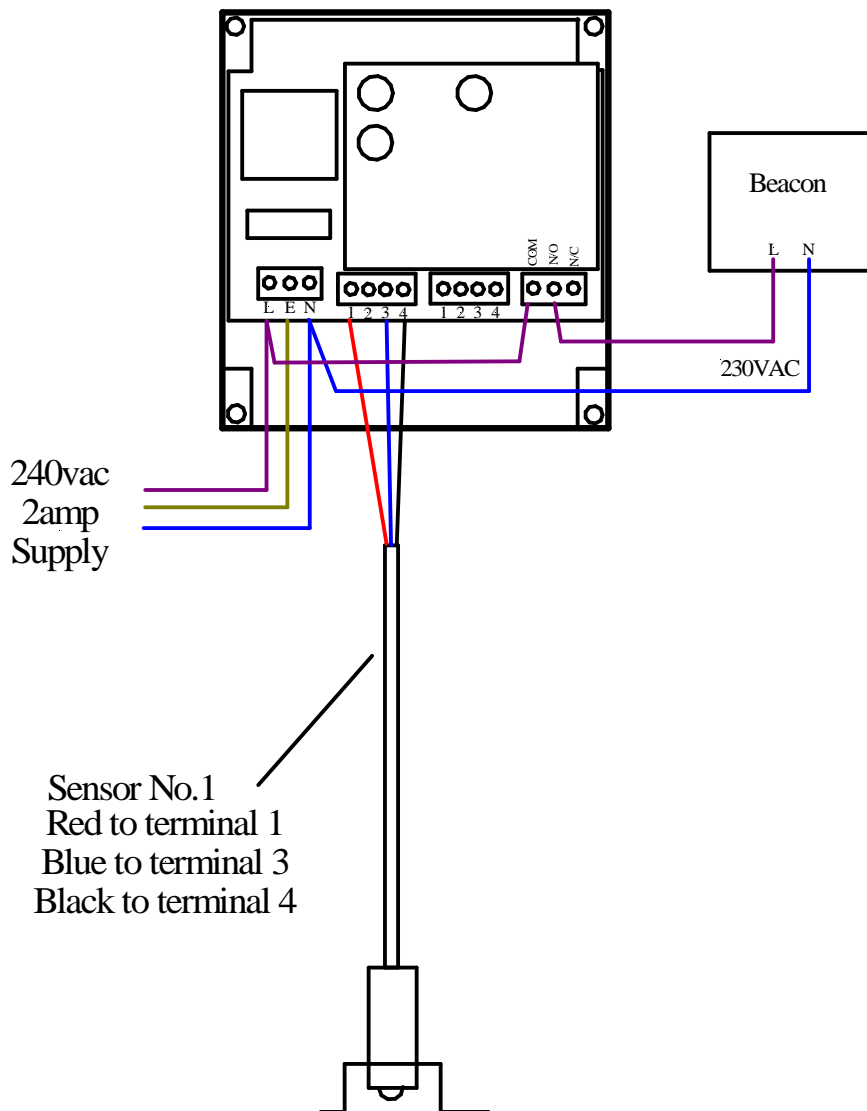 COM N/O N/C
Beacon
L N
L E N
1 2 3 4
1 2 3 4
230VAC
240vac
2amp
Supply
Sensor No.1
Red to terminal 1
Blue to terminal 3
Black to terminal 4